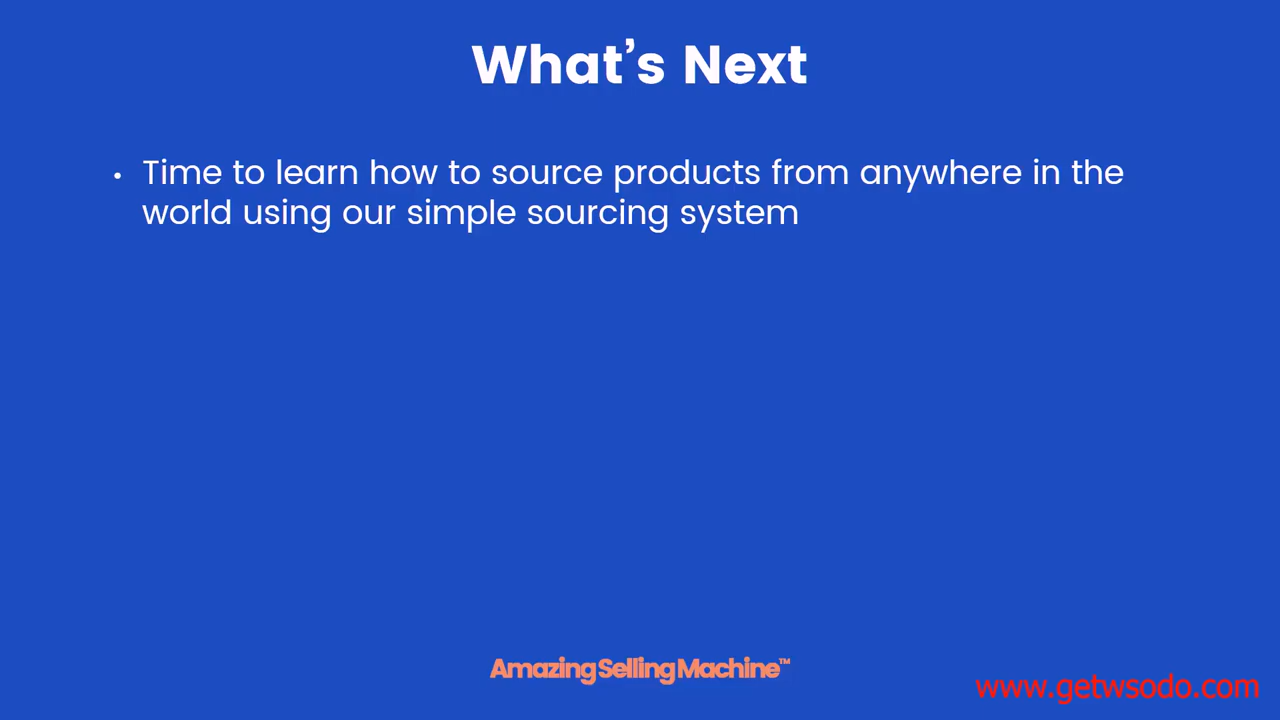 What’s Next
• Time to learn how to source products from anywhere in the
world using our simple sourcing system
Amazing Selling Machine™
www.getwsodo.com